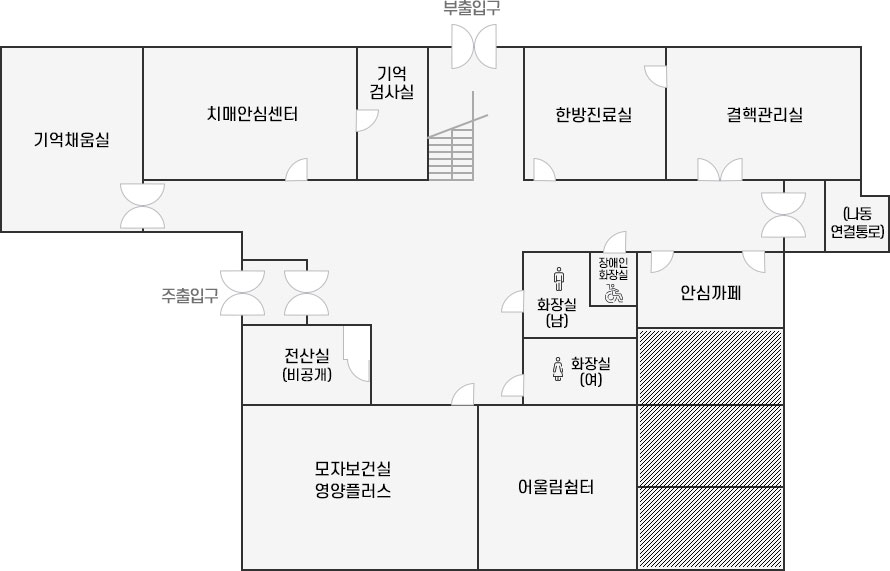 부출입구
기억채움실
치매안심센터
기억
검사실
한방진료실
결핵관리실
(나동
연결통로)
주출입구
장애인
화장실
화장실
(남)
안심까페
전산실
(비공개)
화장실
(여)
모자보건실
영양플러스
어울림쉼터